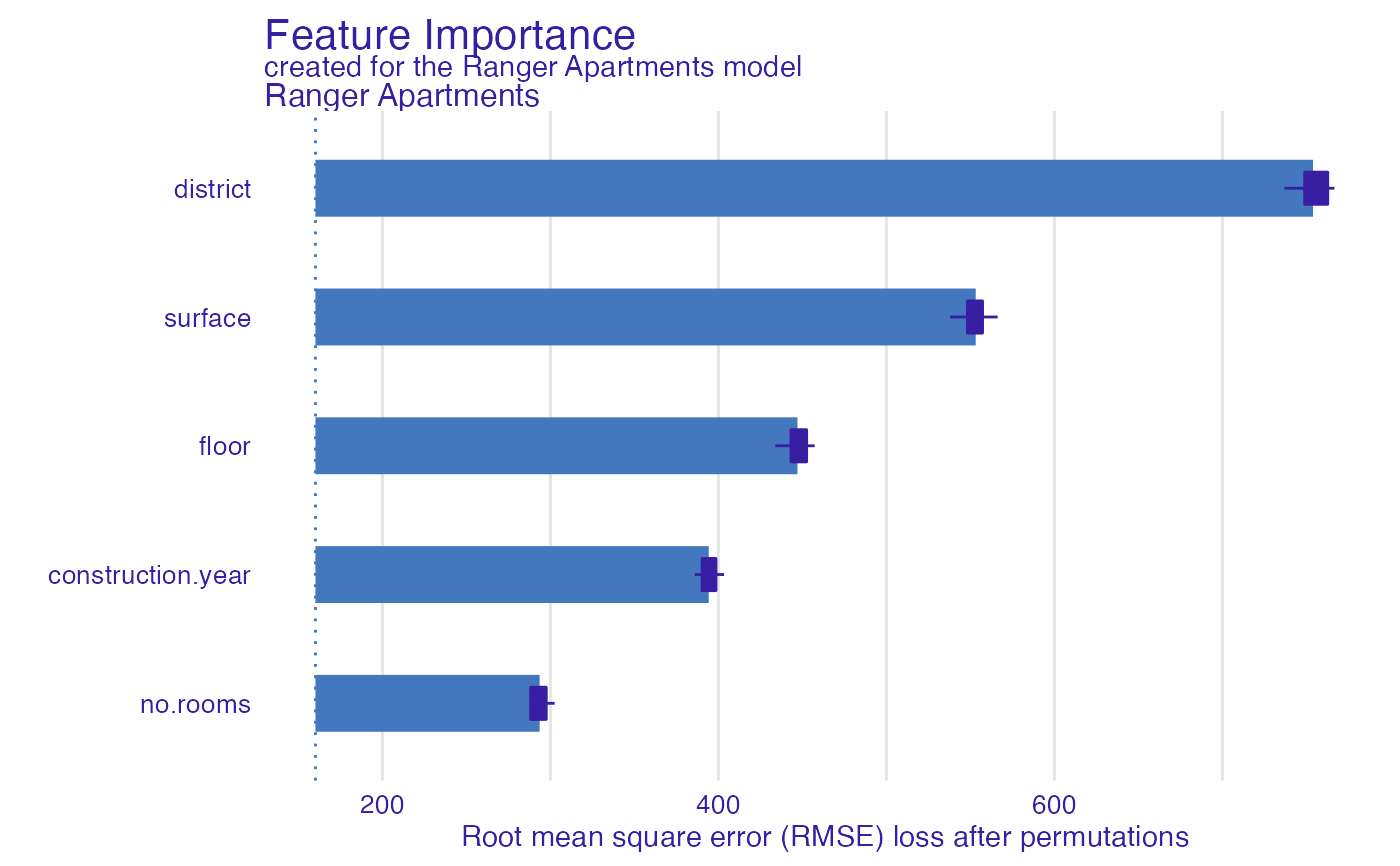 Feature Importance
created for the Ranger Apartments model
Ranger Apartments
district
surface
floor
construction.year
no.rooms
200 400 600
Root mean square error (RMSE) loss after permutations